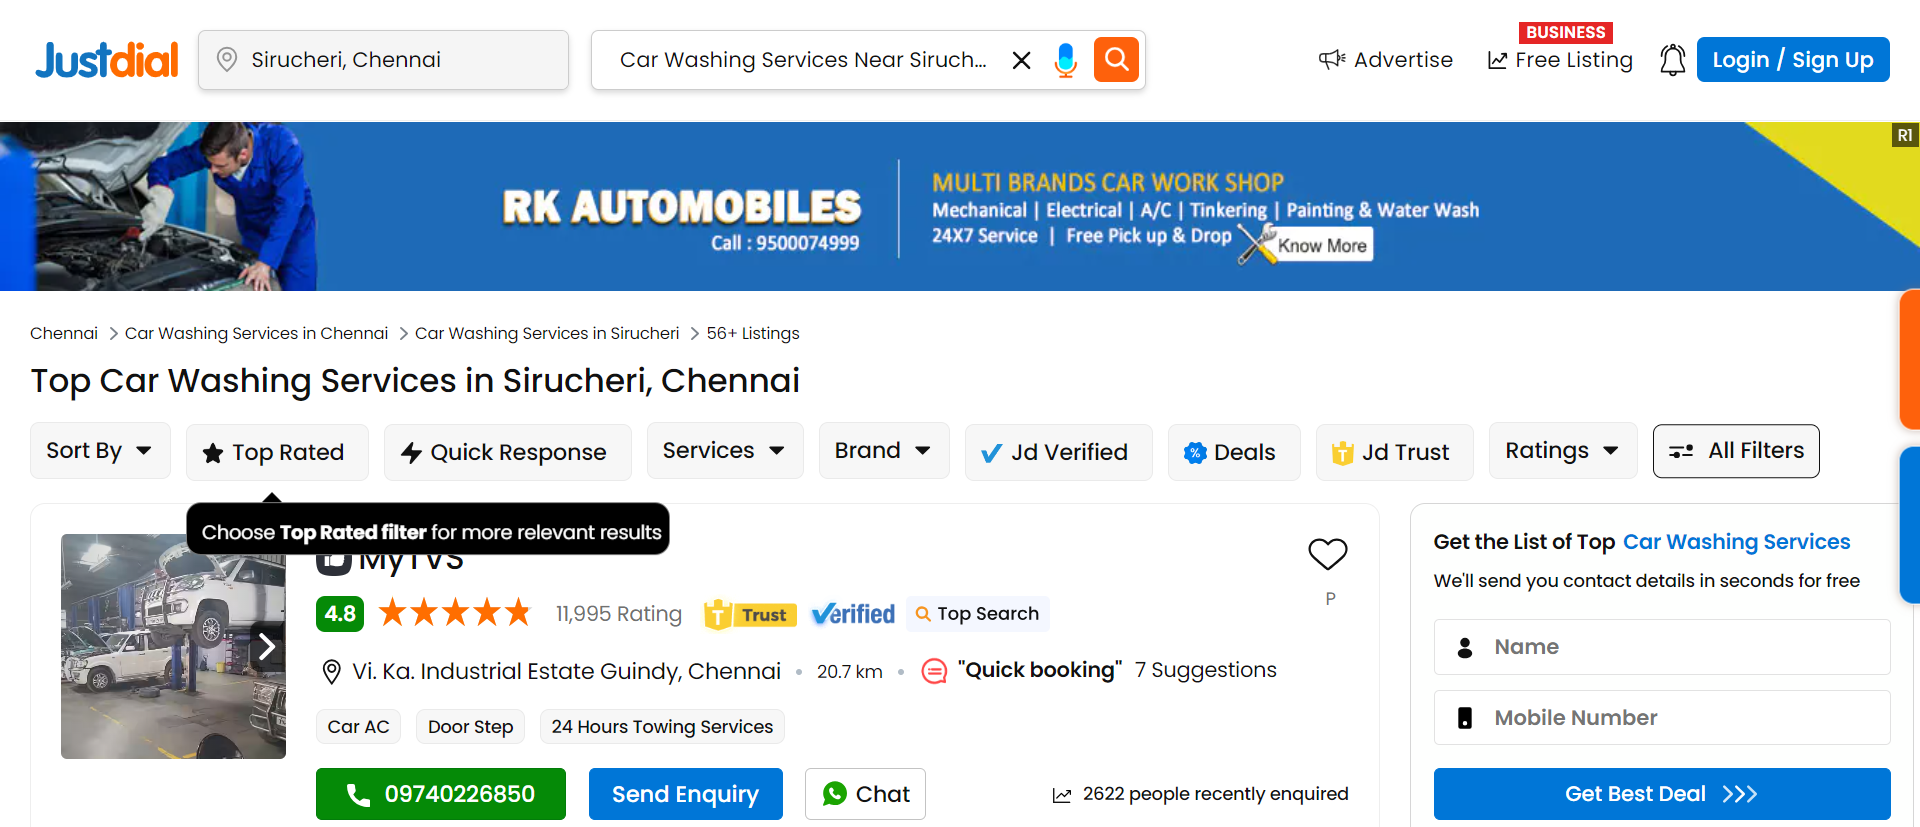 Justdial
Sirucheri, Chennai
Car Washing Services Near Siruch...
Advertise
BUSINESS
Free Listing
Login / Sign Up
R1
RK AUTOMOBILES
Call : 9500074999
MULTI BRANDS CAR WORK SHOP
Mechanical | Electrical | A/C | Tinkering | Painting & Water Wash
24X7 Service | Free Pick up & Drop
Know More
Chennai > Car Washing Services in Chennai > Car Washing Services in Sirucheri > 56+ Listings
Top Car Washing Services in Sirucheri, Chennai
Sort By
Top Rated
Quick Response
Services
Brand
Jd Verified
Deals
Jd Trust
Ratings
All Filters
Choose Top Rated filter for more relevant results
MyTVS
P
4.8
11,995 Rating
Trust
Verified
Top Search
Vi. Ka. Industrial Estate Guindy, Chennai • 20.7 km • "Quick booking" 7 Suggestions
Car AC
Door Step
24 Hours Towing Services
09740226850
Send Enquiry
Chat
2622 people recently enquired
Get the List of Top Car Washing Services
We'll send you contact details in seconds for free
Name
Mobile Number
Get Best Deal